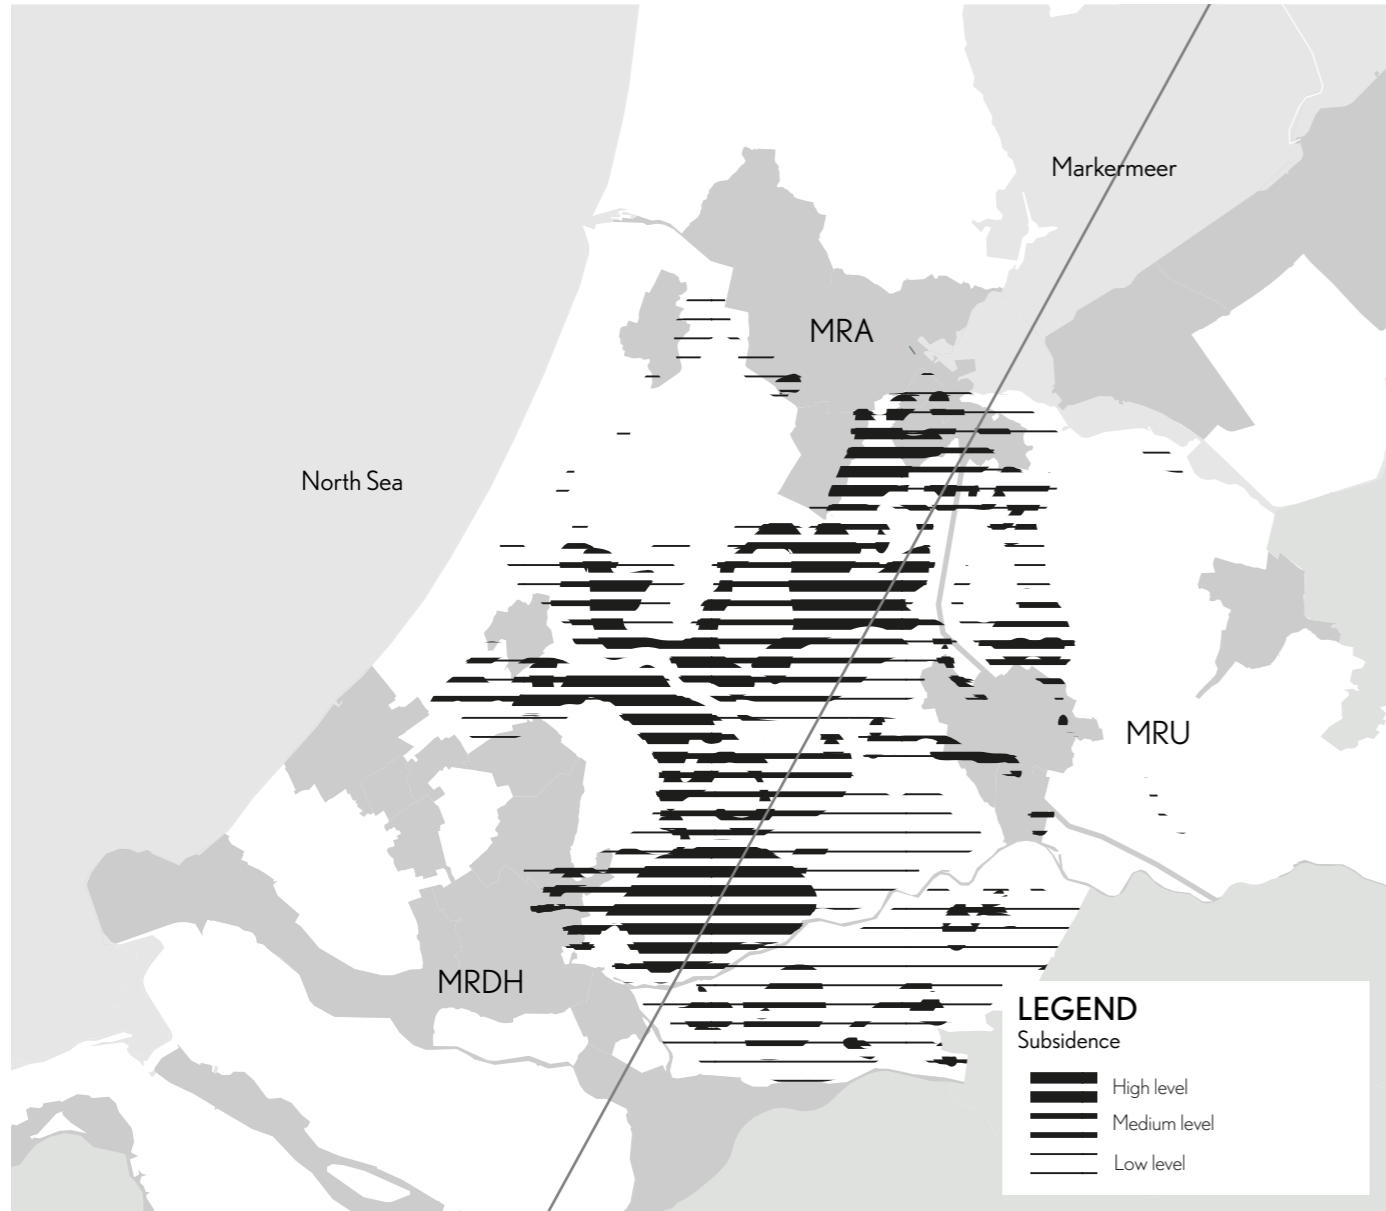 Markermeer
MRA
North Sea
MRU
MRDH
LEGEND
Subsidence
High level
Medium level
Low level